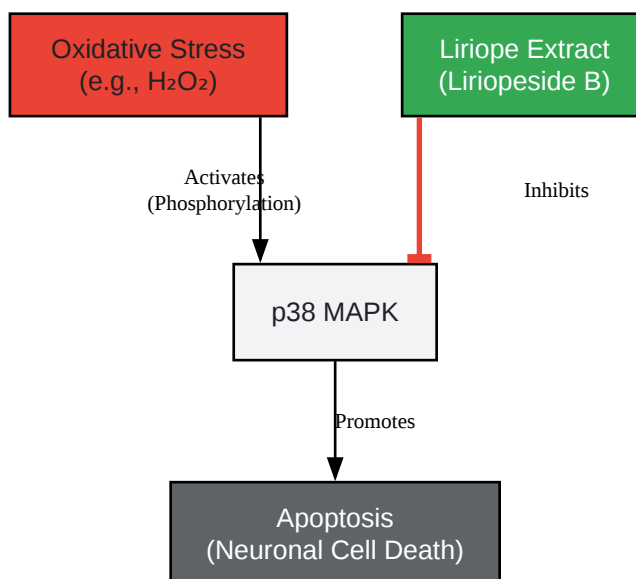 Oxidative Stress
(e.g., H₂O₂)
Liriope Extract
(Liriopeside B)
Activates
(Phosphorylation)
Inhibits
p38 MAPK
Promotes
Apoptosis
(Neuronal Cell Death)